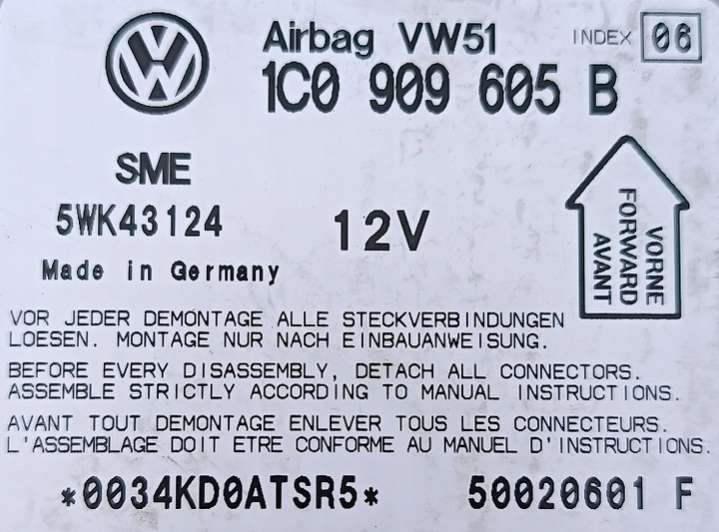 Airbag VW51 INDEX 06
1C0 909 605 B
SME
5WK43124 12V
Made in Germany
VORNE
FORWARD
AVANT
VOR JEDER DEMONTAGE ALLE STECKVERBINDUNGEN
LOESEN. MONTAGE NUR NACH EINBAUANWEISUNG.
BEFORE EVERY DISASSEMBLY, DETACH ALL CONNECTORS.
ASSEMBLE STRICTLY ACCORDING TO MANUAL INSTRUCTIONS.
AVANT TOUT DEMONTAGE ENLEVER TOUS LES CONNECTEURS.
L'ASSEMBLAGE DOIT ETRE CONFORME AU MANUEL D'INSTRUCTIONS.
*0034KD0ATSR5* 50020601 F